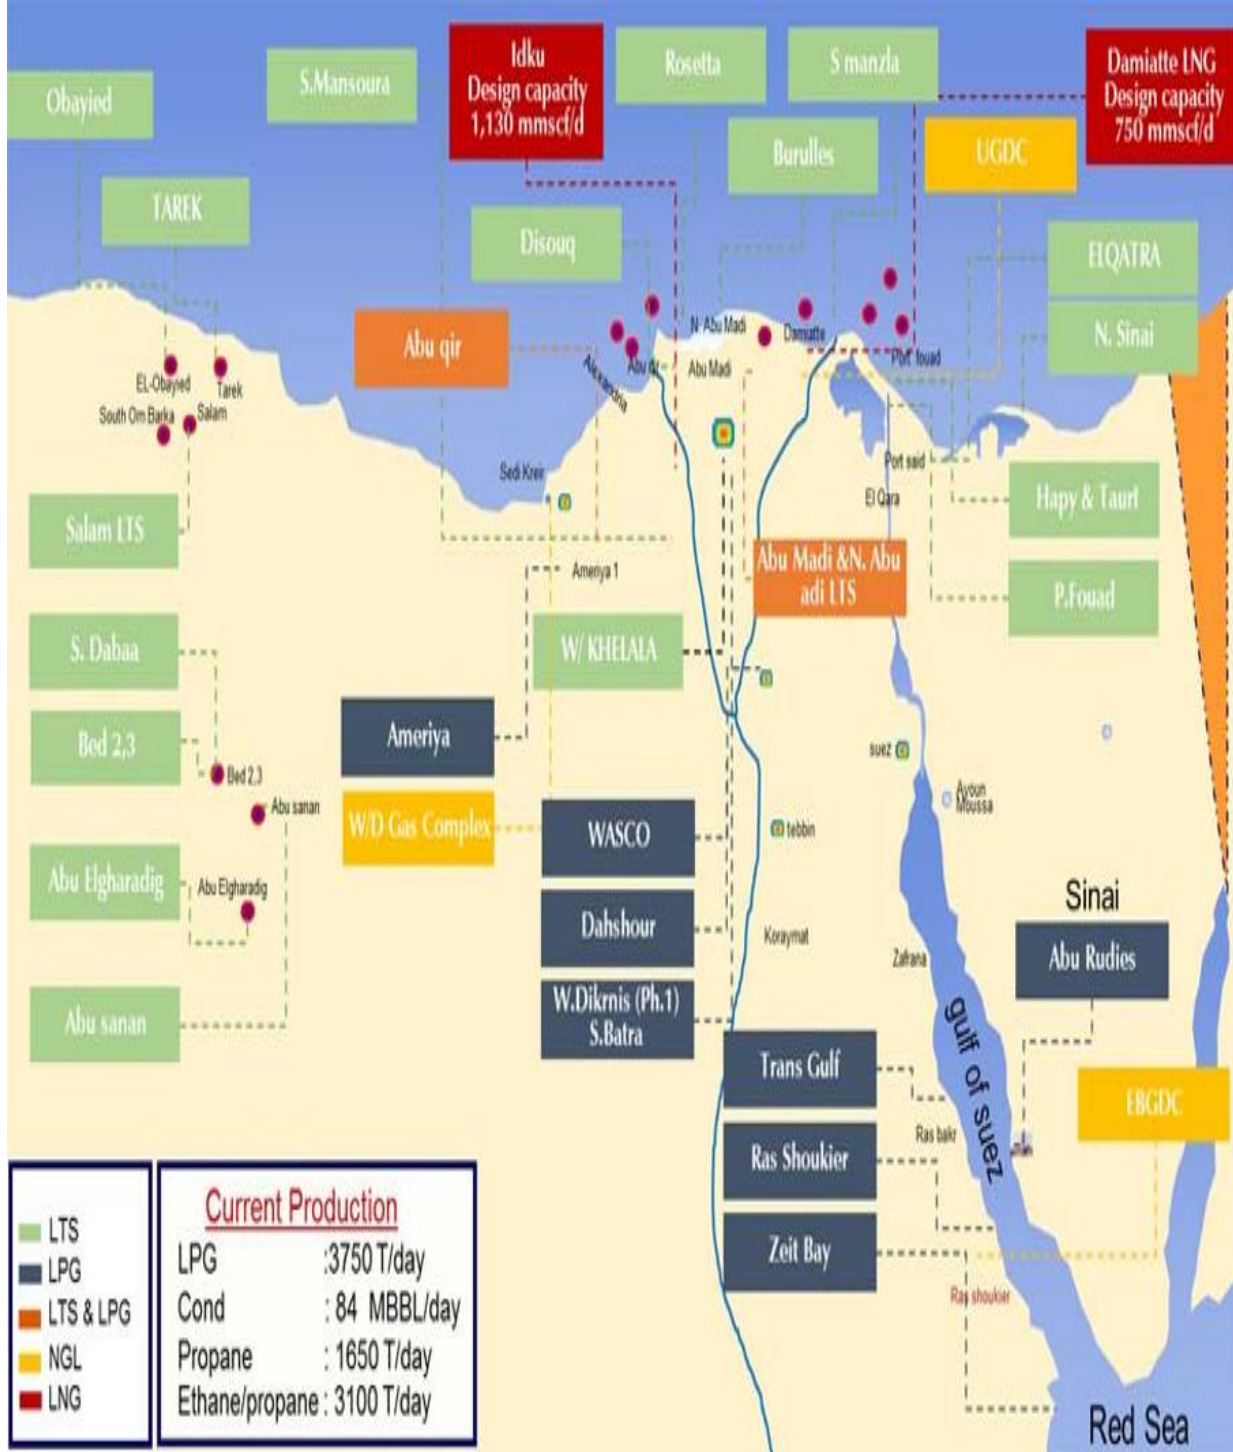 Idku
Design capacity
1,130 mmscf/d
Rosetta
S manzla
Damiatte LNG
Design capacity
750 mmscf/d
S.Mansoura
Obayied
Burulles
UGDC
TAREK
Disouq
ELQATRA
N. Sinai
Abu qir
N- Abu Madi
Damiatte
Port fouad
Abu qir
Abu Madi
Alexandria
EL-Obayied
Tarek
South Om Barka
Salam
Sedi Kreir
Port said
El Qara
Hapy & Taurt
Salam LTS
Abu Madi &N. Abu
adi LTS
Ameriya 1
P.Fouad
S. Dabaa
W/ KHELALA
Ameriya
Bed 2,3
Bed 2,3
suez
Ayoun
Moussa
Abu sanan
W/D Gas Complex
WASCO
tebbin
Abu Elgharadig
Abu Elgharadig
Sinai
Dahshour
Koraymat
Zafrana
Abu Rudies
W.Dikrnis (Ph.1)
S.Batra
Abu sanan
gulf of suez
Trans Gulf
EBGDC
Ras bakr
Ras Shoukier
Zeit Bay
Ras shoukier
Red Sea
LTS
LPG
LTS & LPG
NGL
LNG
Current Production
LPG :3750 T/day
Cond : 84 MBBL/day
Propane : 1650 T/day
Ethane/propane : 3100 T/day